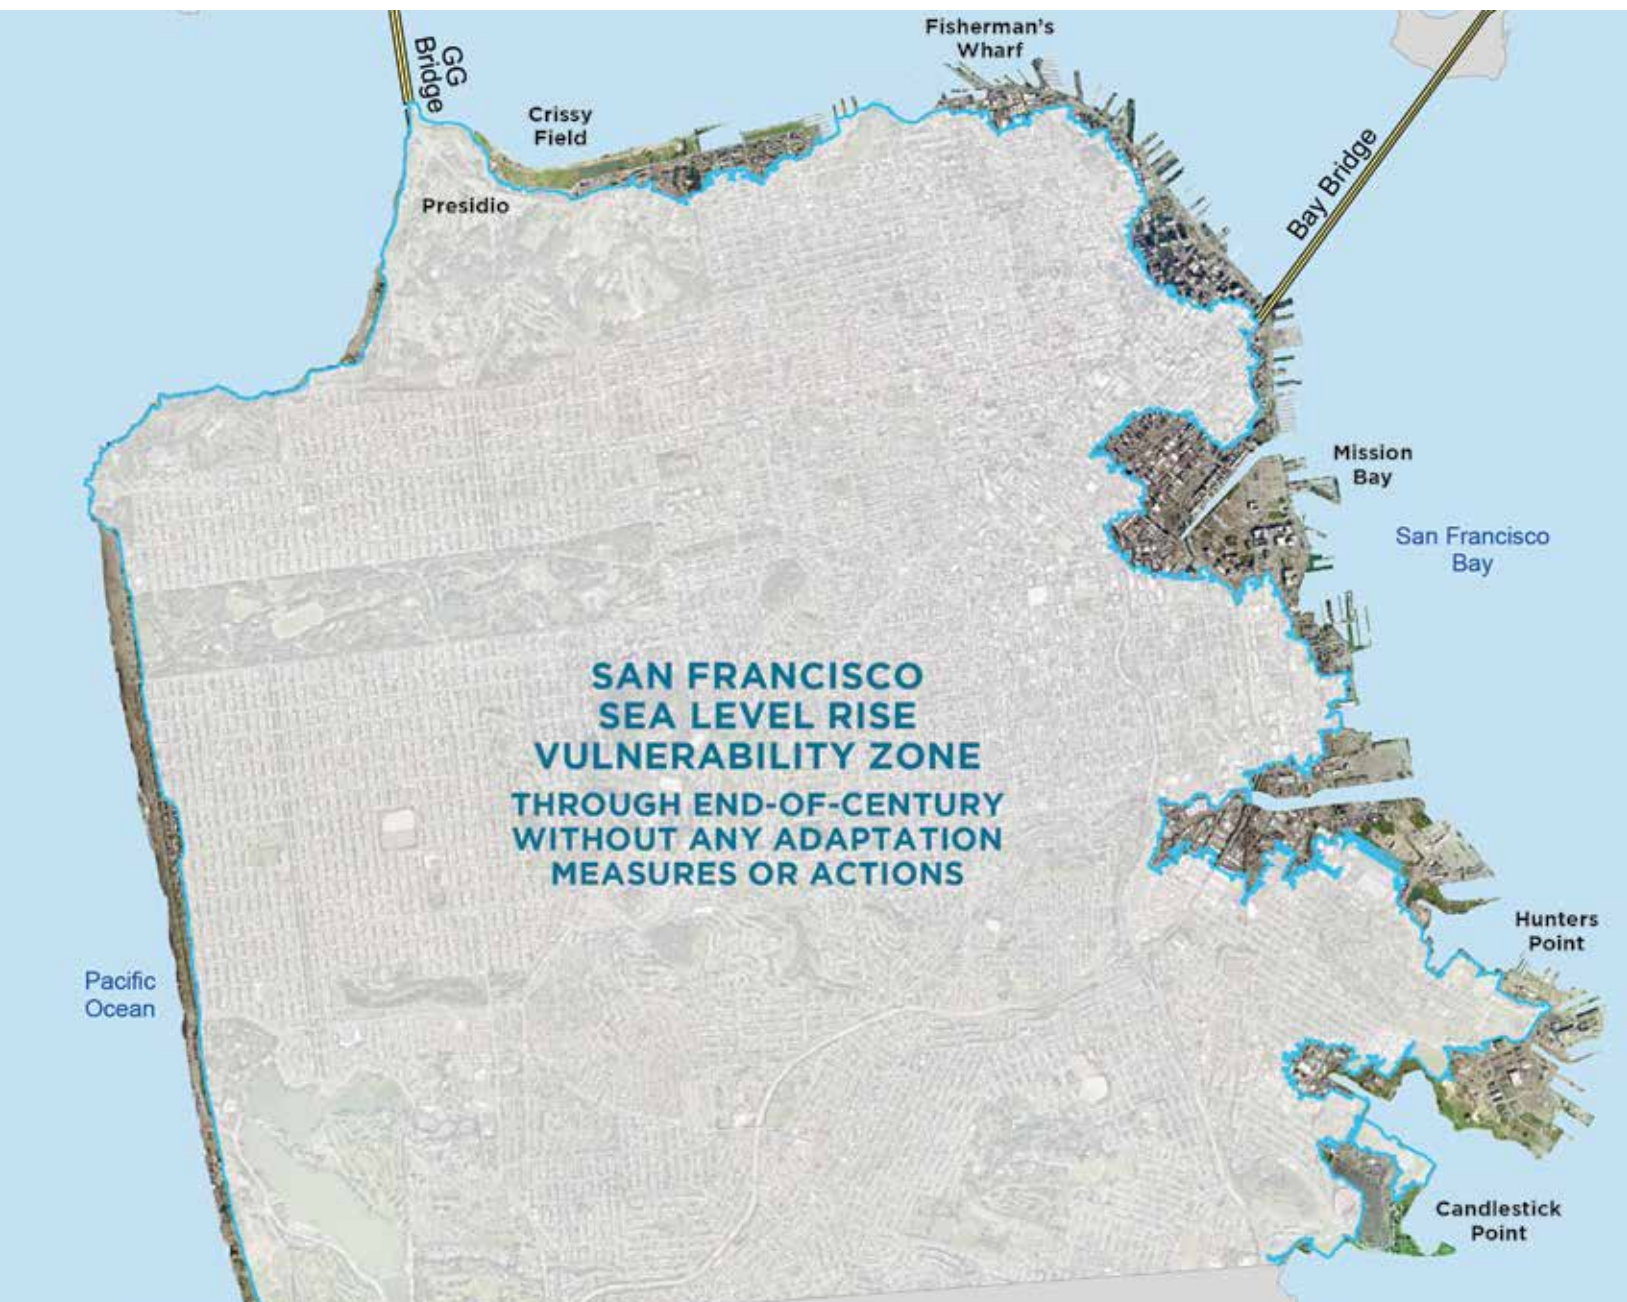 GG
Bridge
Fisherman's
Wharf
Crissy
Field
Presidio
Bay Bridge
Mission
Bay
San Francisco
Bay
SAN FRANCISCO
SEA LEVEL RISE
VULNERABILITY ZONE
THROUGH END-OF-CENTURY
WITHOUT ANY ADAPTATION
MEASURES OR ACTIONS
Hunters
Point
Pacific
Ocean
Candlestick
Point